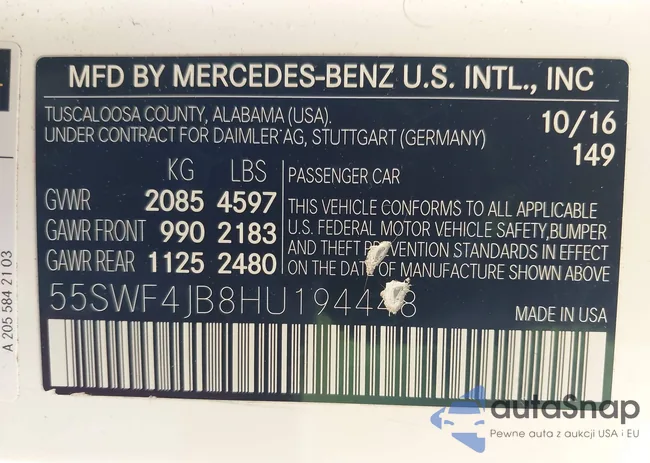 MFD BY MERCEDES-BENZ U.S. INTL., INC
TUSCALOOSA COUNTY, ALABAMA (USA).
UNDER CONTRACT FOR DAIMLER AG, STUTTGART (GERMANY)
10/16
149
KG LBS
GVWR 2085 4597
GAWR FRONT 990 2183
GAWR REAR 1125 2480
PASSENGER CAR
THIS VEHICLE CONFORMS TO ALL APPLICABLE
U.S. FEDERAL MOTOR VEHICLE SAFETY,BUMPER
AND THEFT PREVENTION STANDARDS IN EFFECT
ON THE DATE OF MANUFACTURE SHOWN ABOVE
55SWF4JB8HU194448
MADE IN USA
A 205 584 21 03
autaSnap
Pewne auta z aukcji USA i EU